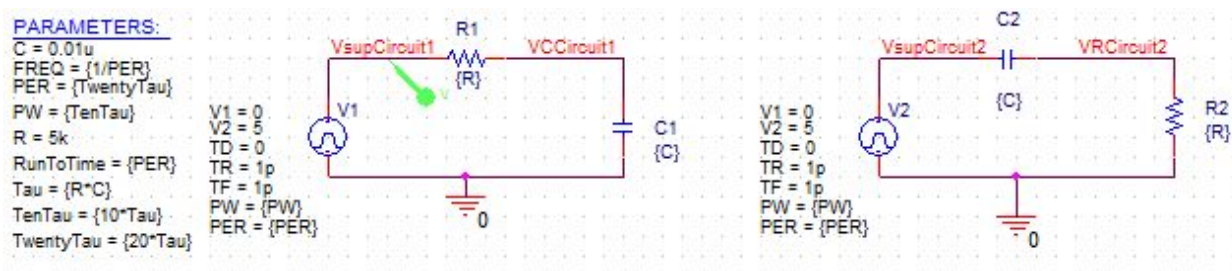 PARAMETERS:
C = 0.01u
FREQ = {1/PER}
PER = {TwentyTau}
PW = {TenTau}
R = 5k
RunToTime = {PER}
Tau = {R*C}
TenTau = {10*Tau}
TwentyTau = {20*Tau}
R1
VsupCircuit1
VCCircuit1
{R}
V
V1
V1 = 0
V2 = 5
TD = 0
TR = 1p
TF = 1p
PW = {PW}
PER = {PER}
C1
{C}
0
C2
VsupCircuit2
VRCircuit2
{C}
V2
V1 = 0
V2 = 5
TD = 0
TR = 1p
TF = 1p
PW = {PW}
PER = {PER}
R2
{R}
0